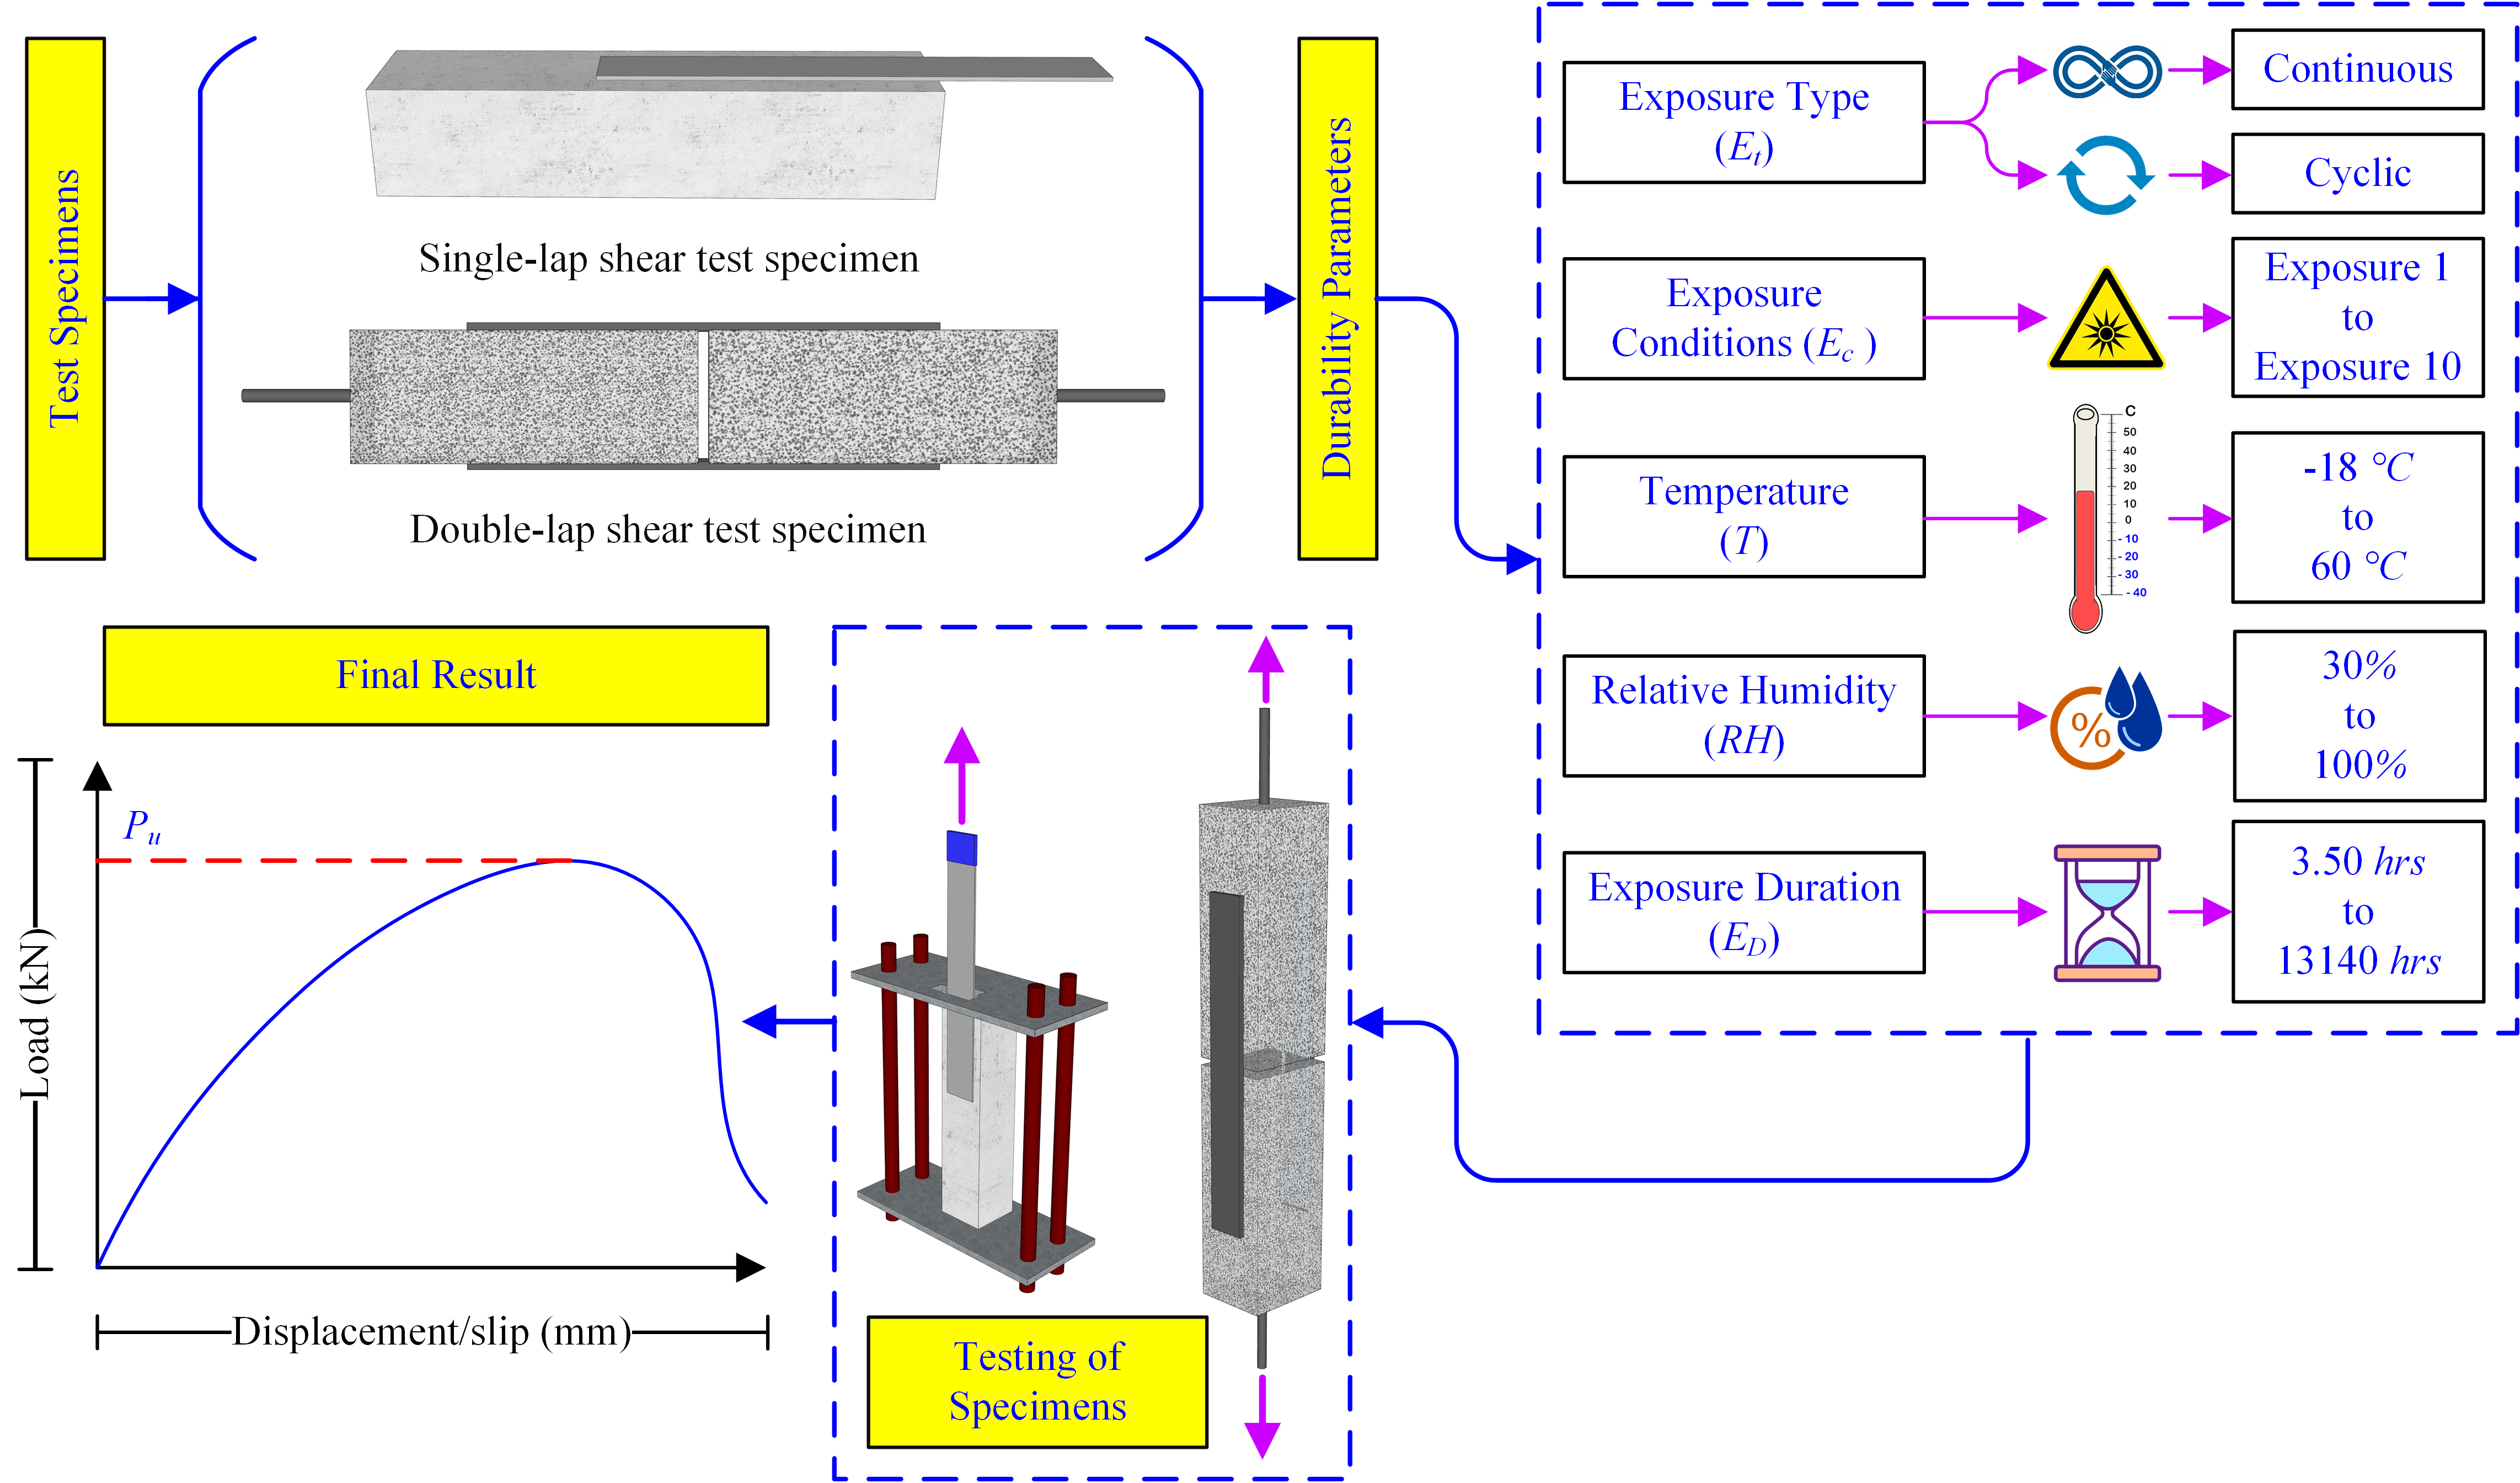 Test Specimens
Single-lap shear test specimen
Double-lap shear test specimen
Durability Parameters
Exposure Type
(E_t)
Continuous
Cyclic
Exposure
Conditions (E_c )
Exposure 1
to
Exposure 10
Temperature
(T)
C
50
40
30
20
10
0
- 10
- 20
- 30
- 40
-18 °C
to
60 °C
Relative Humidity
(RH)
%
30%
to
100%
Exposure Duration
(E_D)
3.50 hrs
to
13140 hrs
Testing of
Specimens
Final Result
P_u
Load (kN)
Displacement/slip (mm)